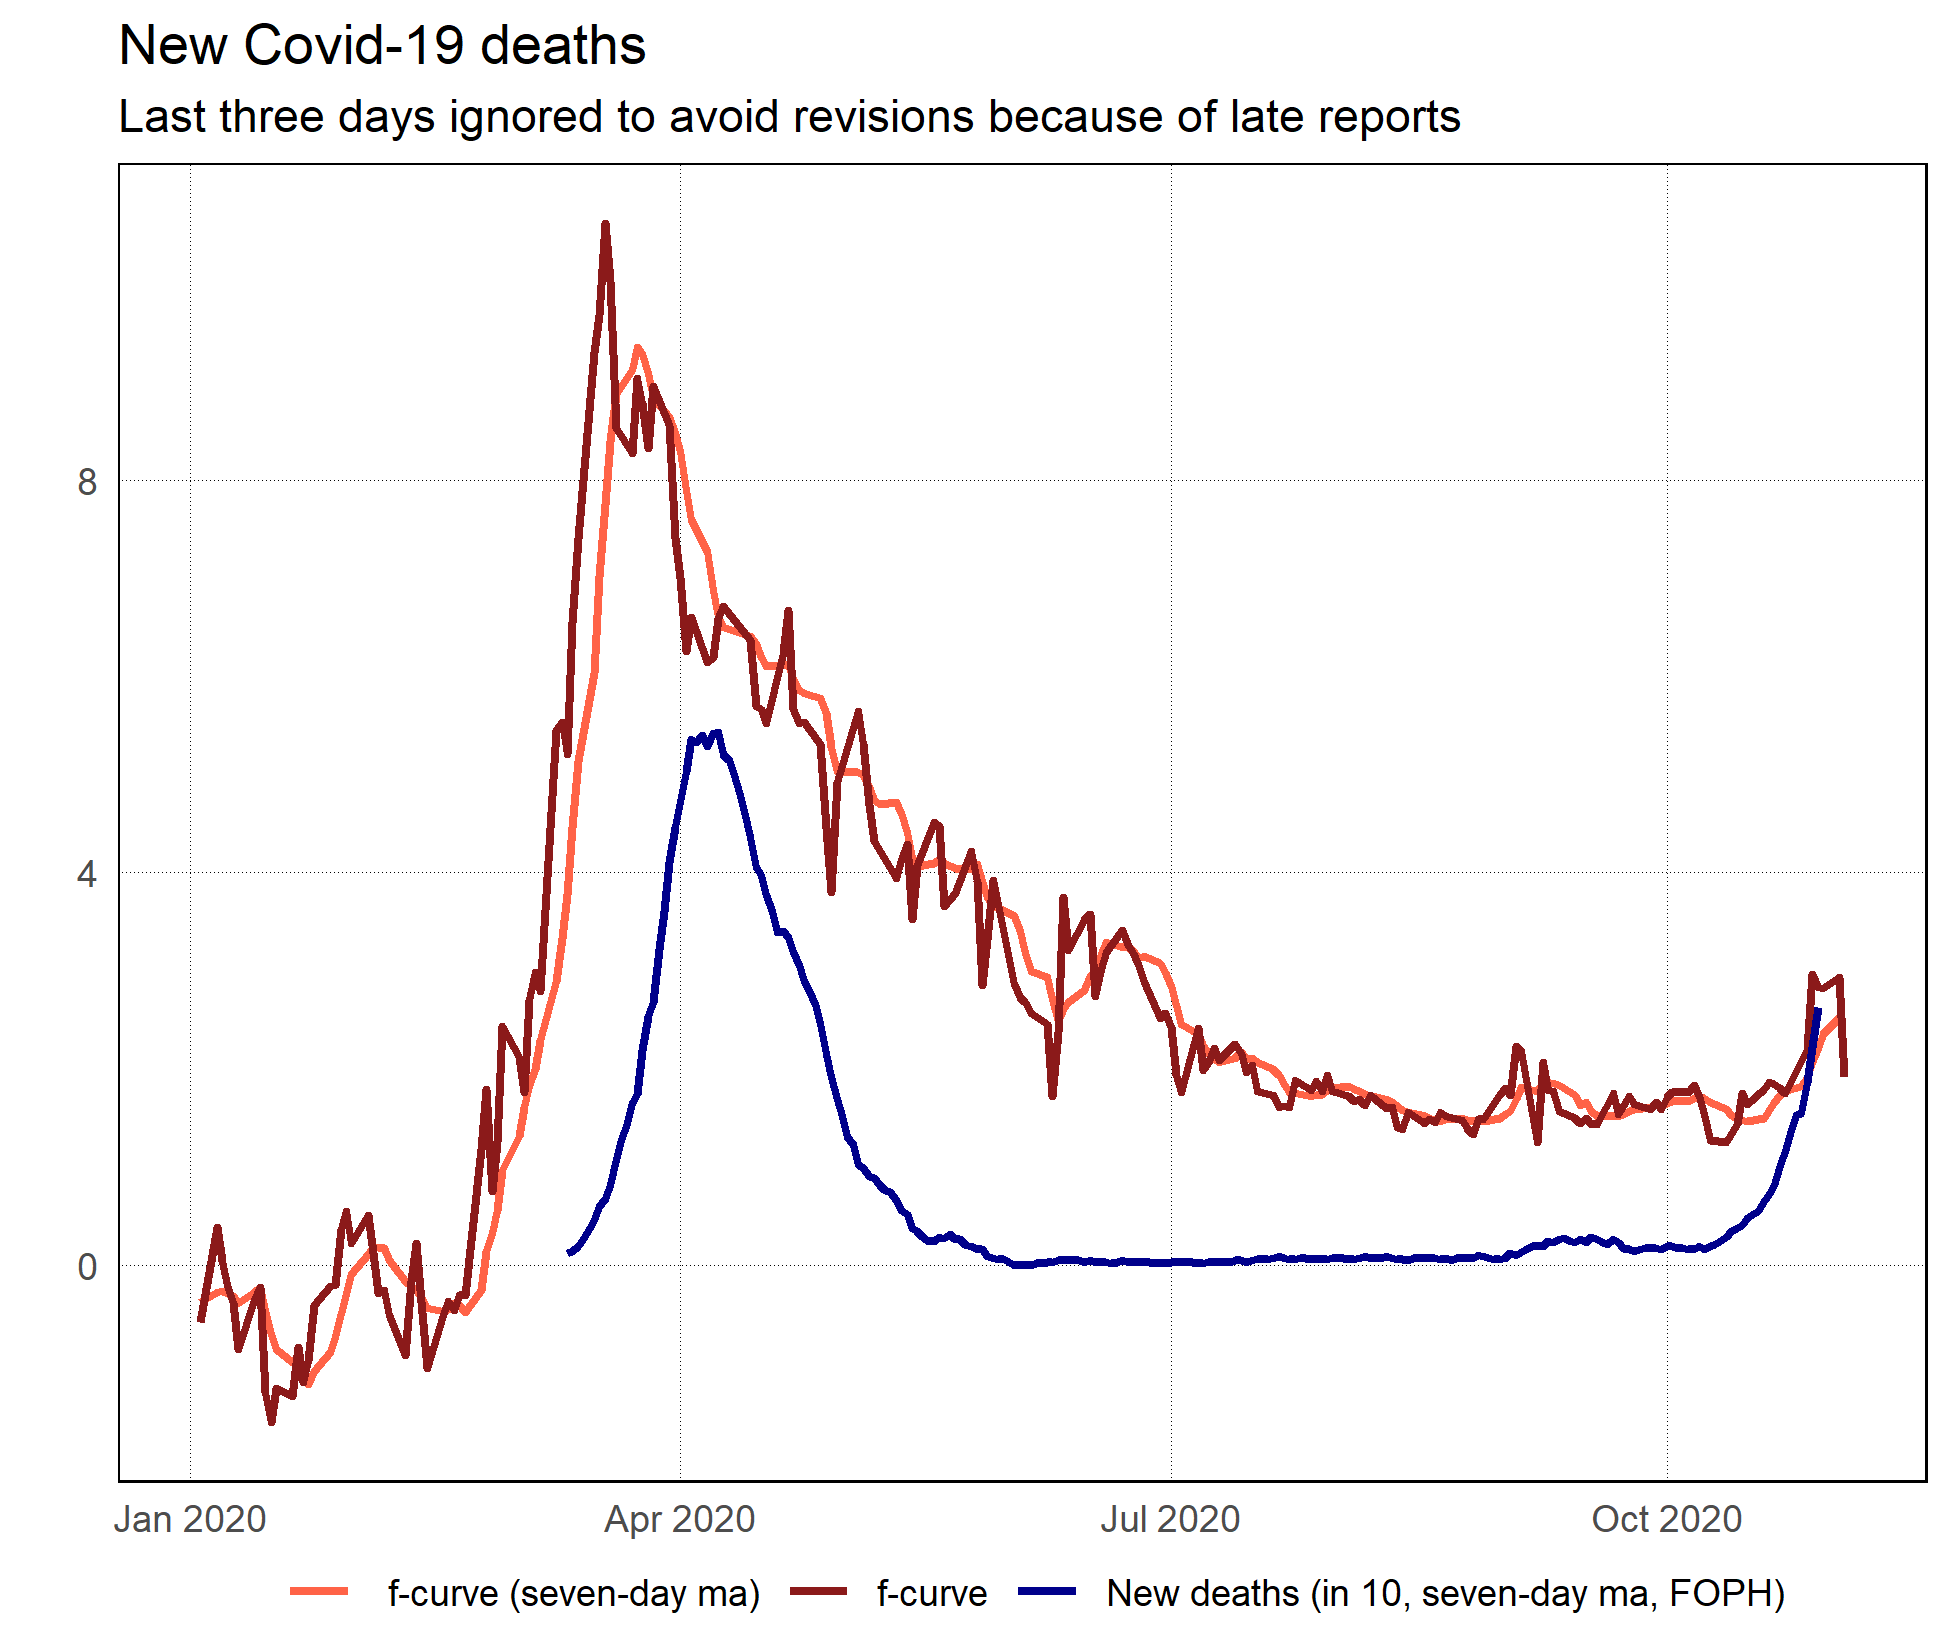 New Covid-19 deaths
Last three days ignored to avoid revisions because of late reports
8
4
0
Jan 2020 Apr 2020 Jul 2020 Oct 2020
f-curve (seven-day ma) f-curve New deaths (in 10, seven-day ma, FOPH)